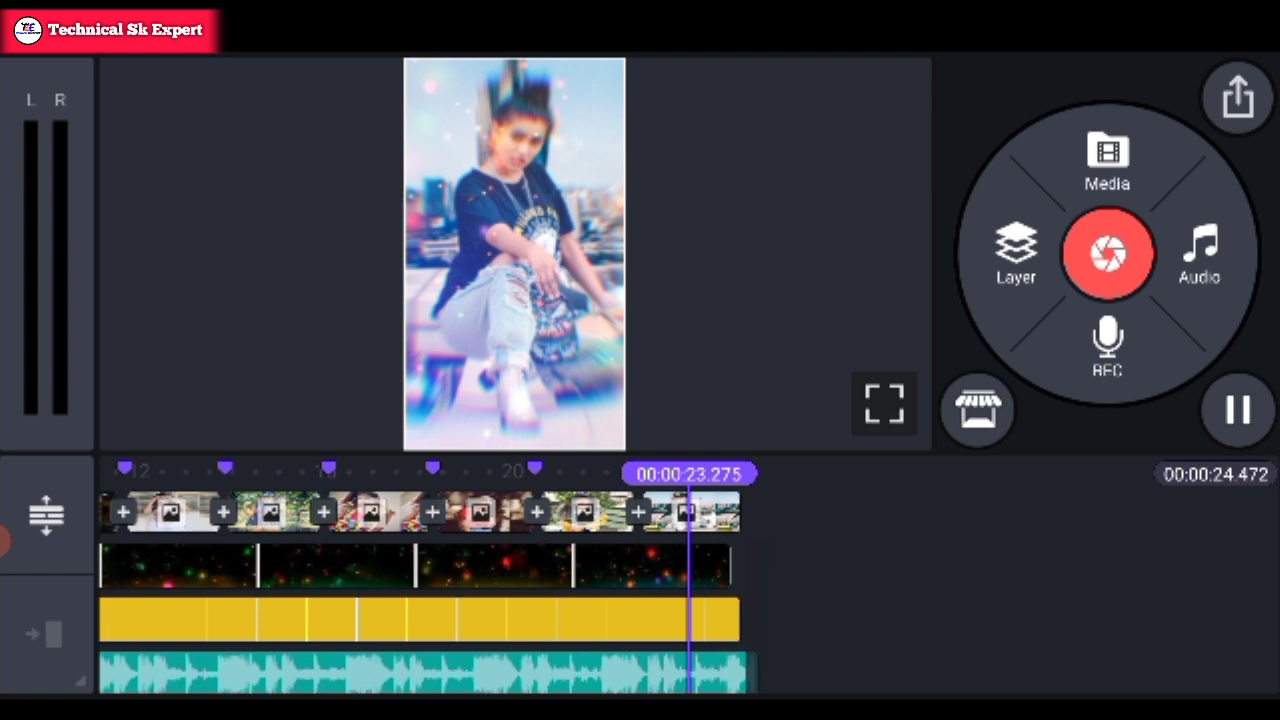 Technical Sk Expert
L R
Media
Layer
Audio
REC
12
20
00:00:23.275
00:00:24.472